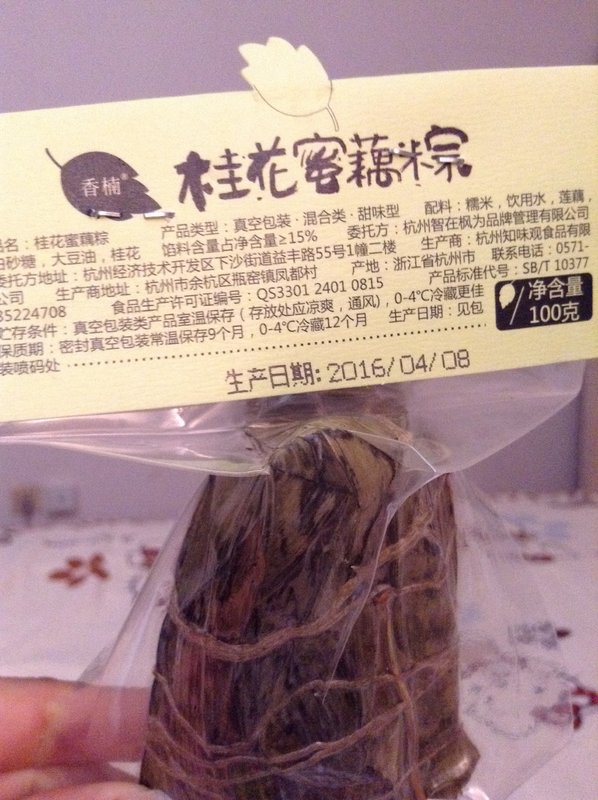 香楠®
桂花蜜藕粽
品名：桂花蜜藕粽 产品类型：真空包装·混合类·甜味型 配料：糯米，饮用水，莲藕，
白砂糖，大豆油，桂花 馅料含量占净含量≥15% 委托方：杭州智在枫为品牌管理有限公司
委托方地址：杭州经济技术开发区下沙街道益丰路55号1幢二楼 生产商：杭州知味观食品有限
公司 生产商地址：杭州市余杭区瓶窑镇凤都村 产地：浙江省杭州市 联系电话：0571-
85224708 食品生产许可证编号：QS3301 2401 0815 产品标准代号：SB/T 10377
贮存条件：真空包装类产品室温保存（存放处应凉爽，通风），0-4℃冷藏更佳
保质期：密封真空包装常温保存9个月，0-4℃冷藏12个月 生产日期：见包
装喷码处
净含量
100克
生产日期:2016/04/08